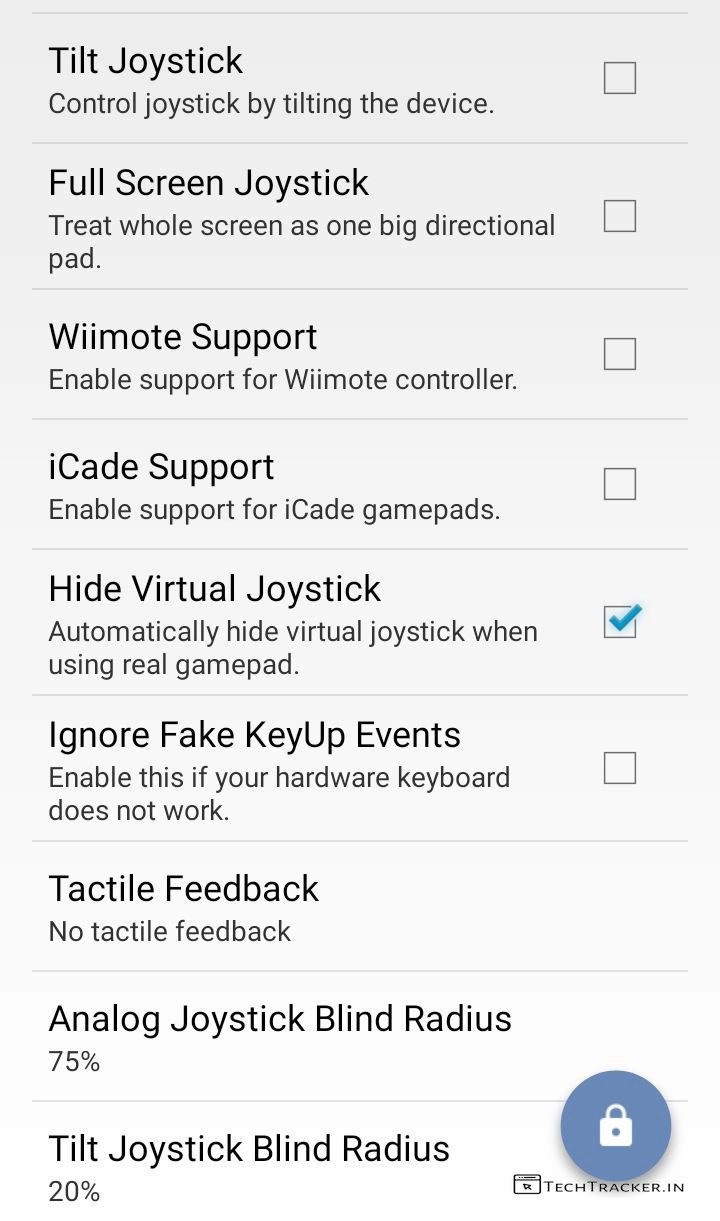 Tilt Joystick
Control joystick by tilting the device.
Full Screen Joystick
Treat whole screen as one big directional
pad.
Wiimote Support
Enable support for Wiimote controller.
iCade Support
Enable support for iCade gamepads.
Hide Virtual Joystick
Automatically hide virtual joystick when
using real gamepad.
Ignore Fake KeyUp Events
Enable this if your hardware keyboard
does not work.
Tactile Feedback
No tactile feedback
Analog Joystick Blind Radius
75%
Tilt Joystick Blind Radius
20%
TECHTRACKER.IN